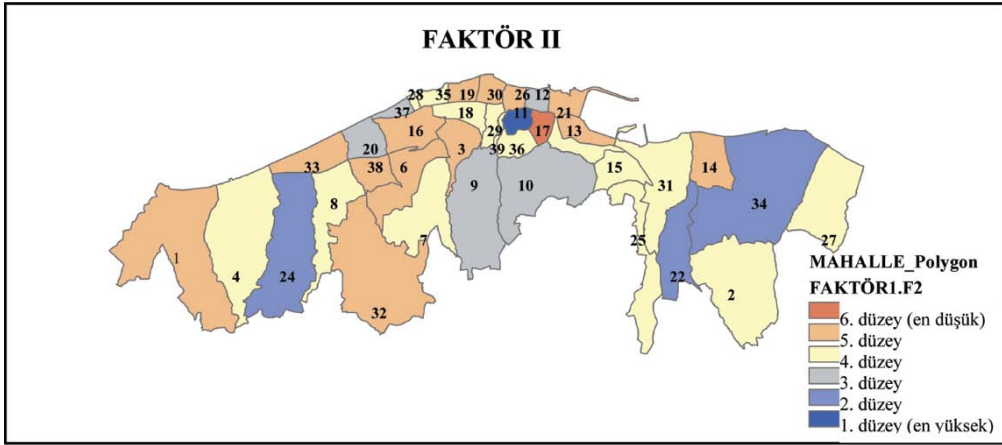 FAKTÖR II
28 35 19 30 26 12
37 18 11 21
16 29 17 13
20 3 39 36
33 38 6 15 14
9 10 31
8 34
1 7 25 27
4 24 22
2
32
MAHALLE_Polygon
FAKTÖR1.F2
6. düzey (en düşük)
5. düzey
4. düzey
3. düzey
2. düzey
1. düzey (en yüksek)